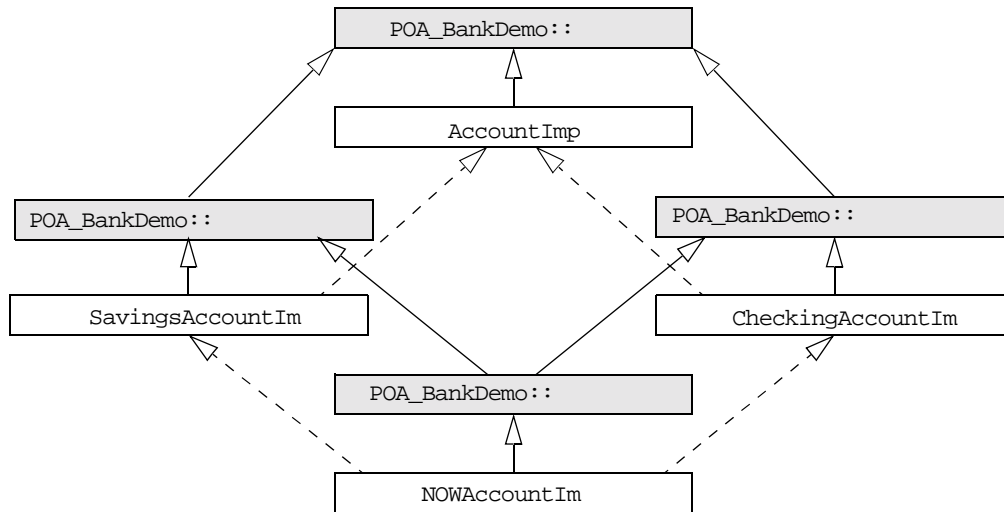 POA_BankDemo::
AccountImp
POA_BankDemo::
POA_BankDemo::
SavingsAccountIm
CheckingAccountIm
POA_BankDemo::
NOWAccountIm